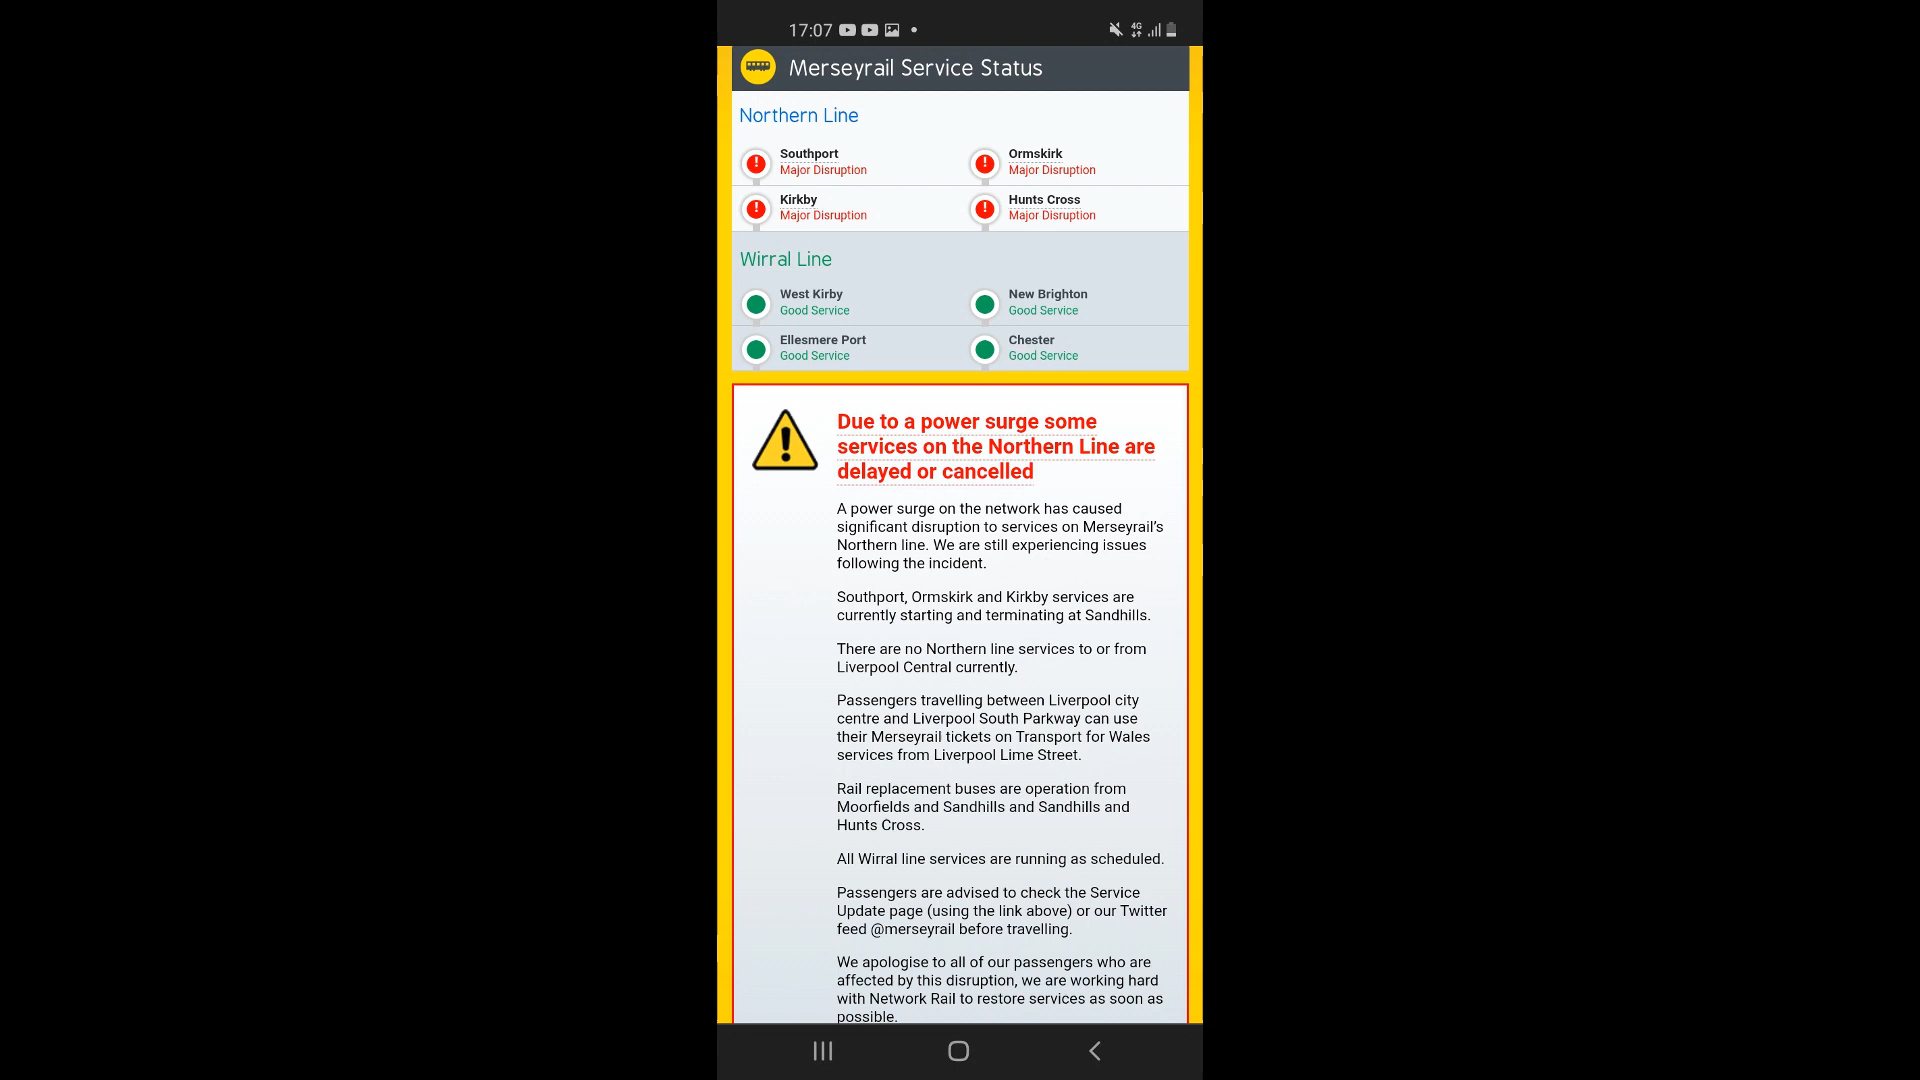 17:07
4G
Merseyrail Service Status
Northern Line
Southport
Major Disruption
Ormskirk
Major Disruption
Kirkby
Major Disruption
Hunts Cross
Major Disruption
Wirral Line
West Kirby
Good Service
New Brighton
Good Service
Ellesmere Port
Good Service
Chester
Good Service
Due to a power surge some
services on the Northern Line are
delayed or cancelled
A power surge on the network has caused
significant disruption to services on Merseyrail’s
Northern line. We are still experiencing issues
following the incident.
Southport, Ormskirk and Kirkby services are
currently starting and terminating at Sandhills.
There are no Northern line services to or from
Liverpool Central currently.
Passengers travelling between Liverpool city
centre and Liverpool South Parkway can use
their Merseyrail tickets on Transport for Wales
services from Liverpool Lime Street.
Rail replacement buses are operation from
Moorfields and Sandhills and Sandhills and
Hunts Cross.
All Wirral line services are running as scheduled.
Passengers are advised to check the Service
Update page (using the link above) or our Twitter
feed @merseyrail before travelling.
We apologise to all of our passengers who are
affected by this disruption, we are working hard
with Network Rail to restore services as soon as
possible.